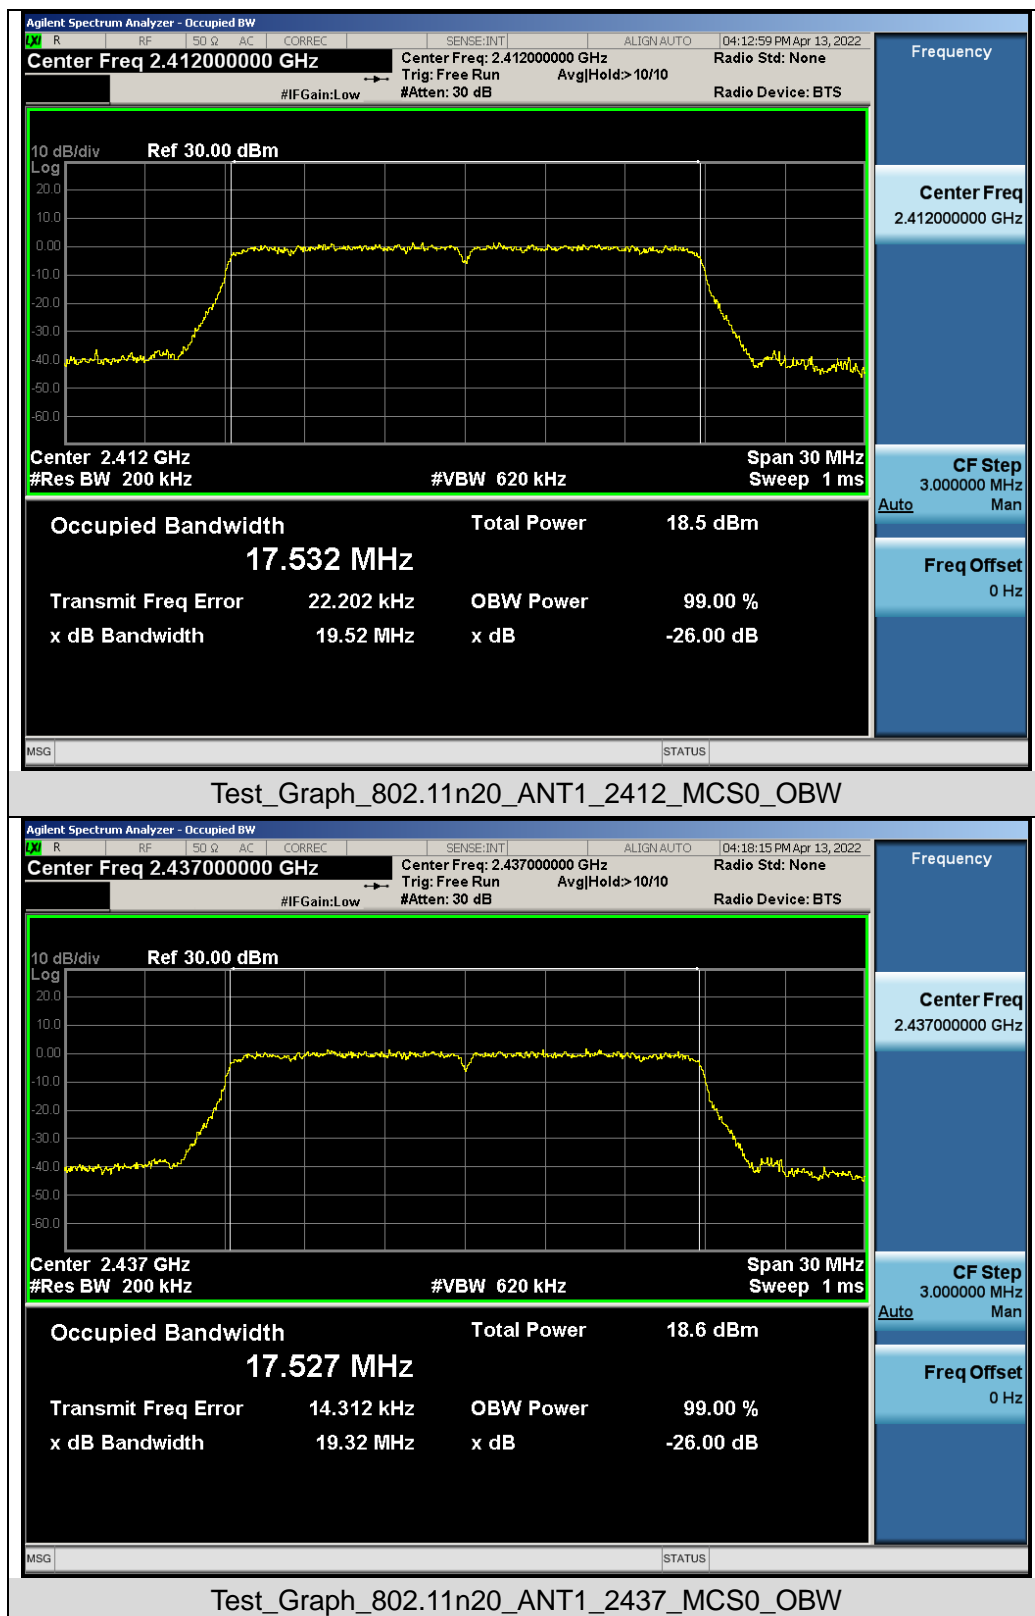 Agilent Spectrum Analyzer - Occupied BW
LXI R RF 50 Ω AC CORREC SENSE:INT ALIGN AUTO 04:12:59 PM Apr 13, 2022
Center Freq 2.412000000 GHz
Center Freq: 2.412000000 GHz
Radio Std: None
Trig: Free Run Avg|Hold:>10/10
#IFGain:Low
#Atten: 30 dB
Radio Device: BTS
Frequency
10 dB/div Ref 30.00 dBm
Log
20.0
10.0
0.00
-10.0
-20.0
-30.0
-40.0
-50.0
-60.0
Center 2.412 GHz Span 30 MHz
#Res BW 200 kHz #VBW 620 kHz Sweep 1 ms
Center Freq
2.412000000 GHz
CF Step
3.000000 MHz
Auto Man
Freq Offset
0 Hz
Occupied Bandwidth Total Power 18.5 dBm
17.532 MHz
Transmit Freq Error 22.202 kHz OBW Power 99.00 %
x dB Bandwidth 19.52 MHz x dB -26.00 dB
MSG STATUS
Test_Graph_802.11n20_ANT1_2412_MCS0_OBW
Agilent Spectrum Analyzer - Occupied BW
LXI R RF 50 Ω AC CORREC SENSE:INT ALIGN AUTO 04:18:15 PM Apr 13, 2022
Center Freq 2.437000000 GHz
Center Freq: 2.437000000 GHz
Radio Std: None
Trig: Free Run Avg|Hold:>10/10
#IFGain:Low
#Atten: 30 dB
Radio Device: BTS
Frequency
10 dB/div Ref 30.00 dBm
Log
20.0
10.0
0.00
-10.0
-20.0
-30.0
-40.0
-50.0
-60.0
Center 2.437 GHz Span 30 MHz
#Res BW 200 kHz #VBW 620 kHz Sweep 1 ms
Center Freq
2.437000000 GHz
CF Step
3.000000 MHz
Auto Man
Freq Offset
0 Hz
Occupied Bandwidth Total Power 18.6 dBm
17.527 MHz
Transmit Freq Error 14.312 kHz OBW Power 99.00 %
x dB Bandwidth 19.32 MHz x dB -26.00 dB
MSG STATUS
Test_Graph_802.11n20_ANT1_2437_MCS0_OBW